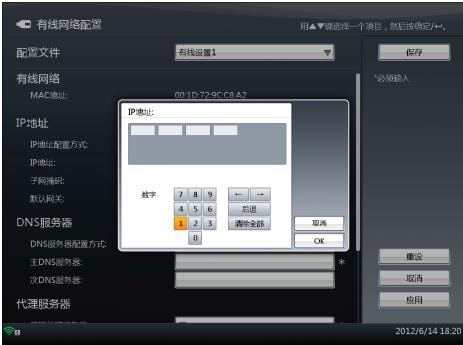 有线网络配置
用▲▼键选择一个项目，然后按确定/↵。
配置文件
有线设置1
保存
*必须输入
有线网络
MAC地址:
00:1D:72:9C:C8:A2
IP地址
IP地址配置方式:
IP地址:
子网掩码:
默认网关:
IP地址:
数字
7 8 9
← →
4 5 6
后退
1 2 3
清除全部
0
取消
OK
DNS服务器
DNS服务器配置方式:
主DNS服务器:
*
次DNS服务器:
重设
取消
应用
代理服务器
2012/6/14 18:20